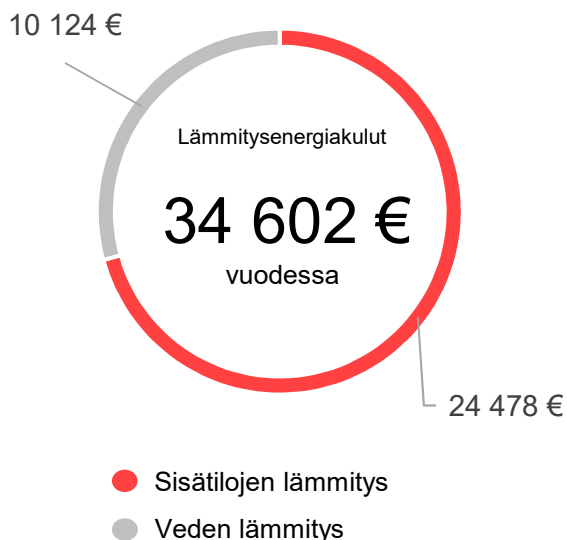 10 124 €
Lämmitysenergiakulut
34 602 €
vuodessa
24 478 €
Sisätilojen lämmitys
Veden lämmitys